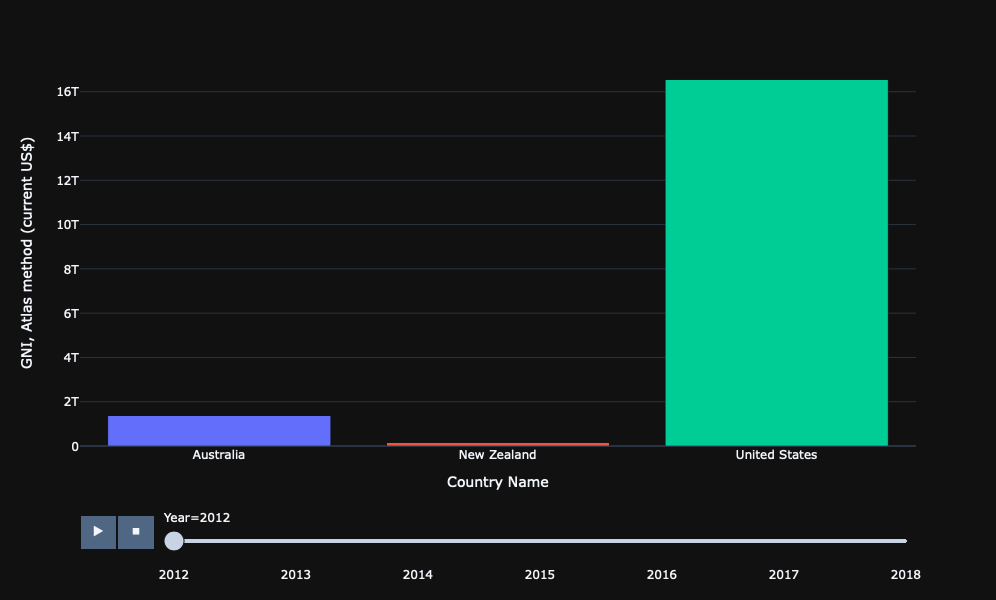 GNI, Atlas method (current US$)
16T
14T
12T
10T
8T
6T
4T
2T
0
Australia New Zealand United States
Country Name
Year=2012
2012 2013 2014 2015 2016 2017 2018